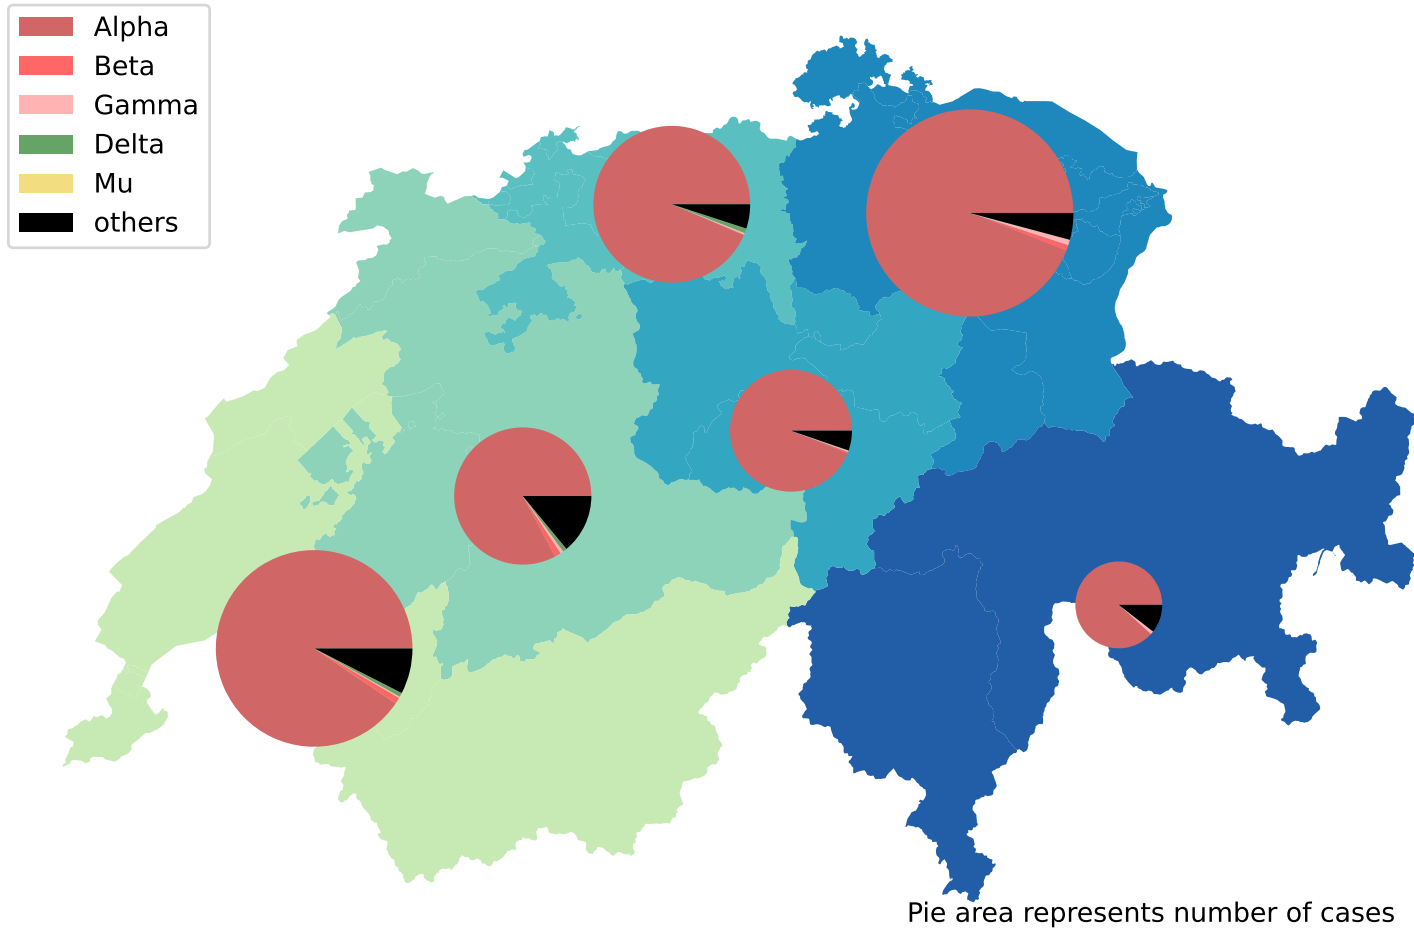 Alpha
Beta
Gamma
Delta
Mu
others
Pie area represents number of cases